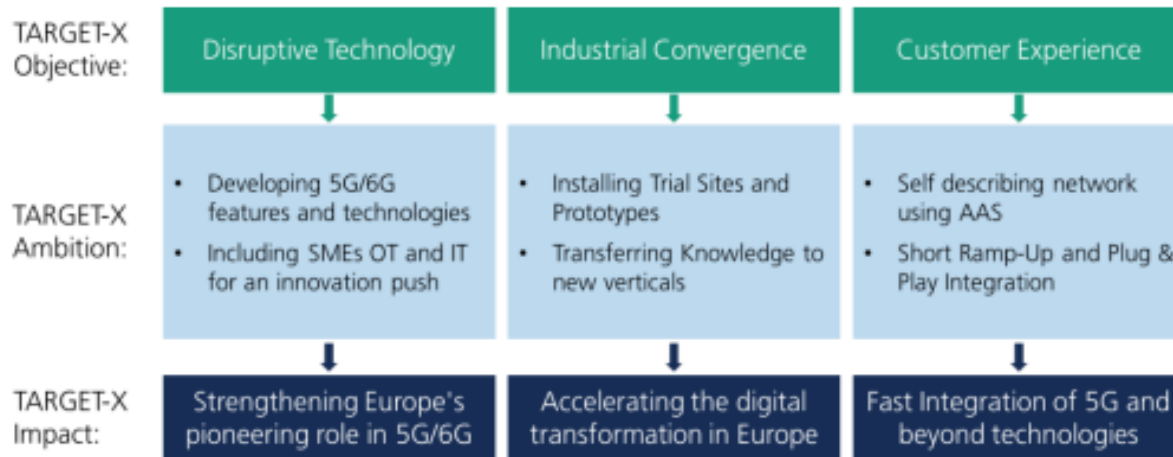 TARGET-X
Objective:
Disruptive Technology
Industrial Convergence
Customer Experience
TARGET-X
Ambition:
• Developing 5G/6G
features and technologies
• Including SMEs OT and IT
for an innovation push
• Installing Trial Sites and
Prototypes
• Transferring Knowledge to
new verticals
• Self describing network
using AAS
• Short Ramp-Up and Plug &
Play Integration
TARGET-X
Impact:
Strengthening Europe's
pioneering role in 5G/6G
Accelerating the digital
transformation in Europe
Fast Integration of 5G and
beyond technologies